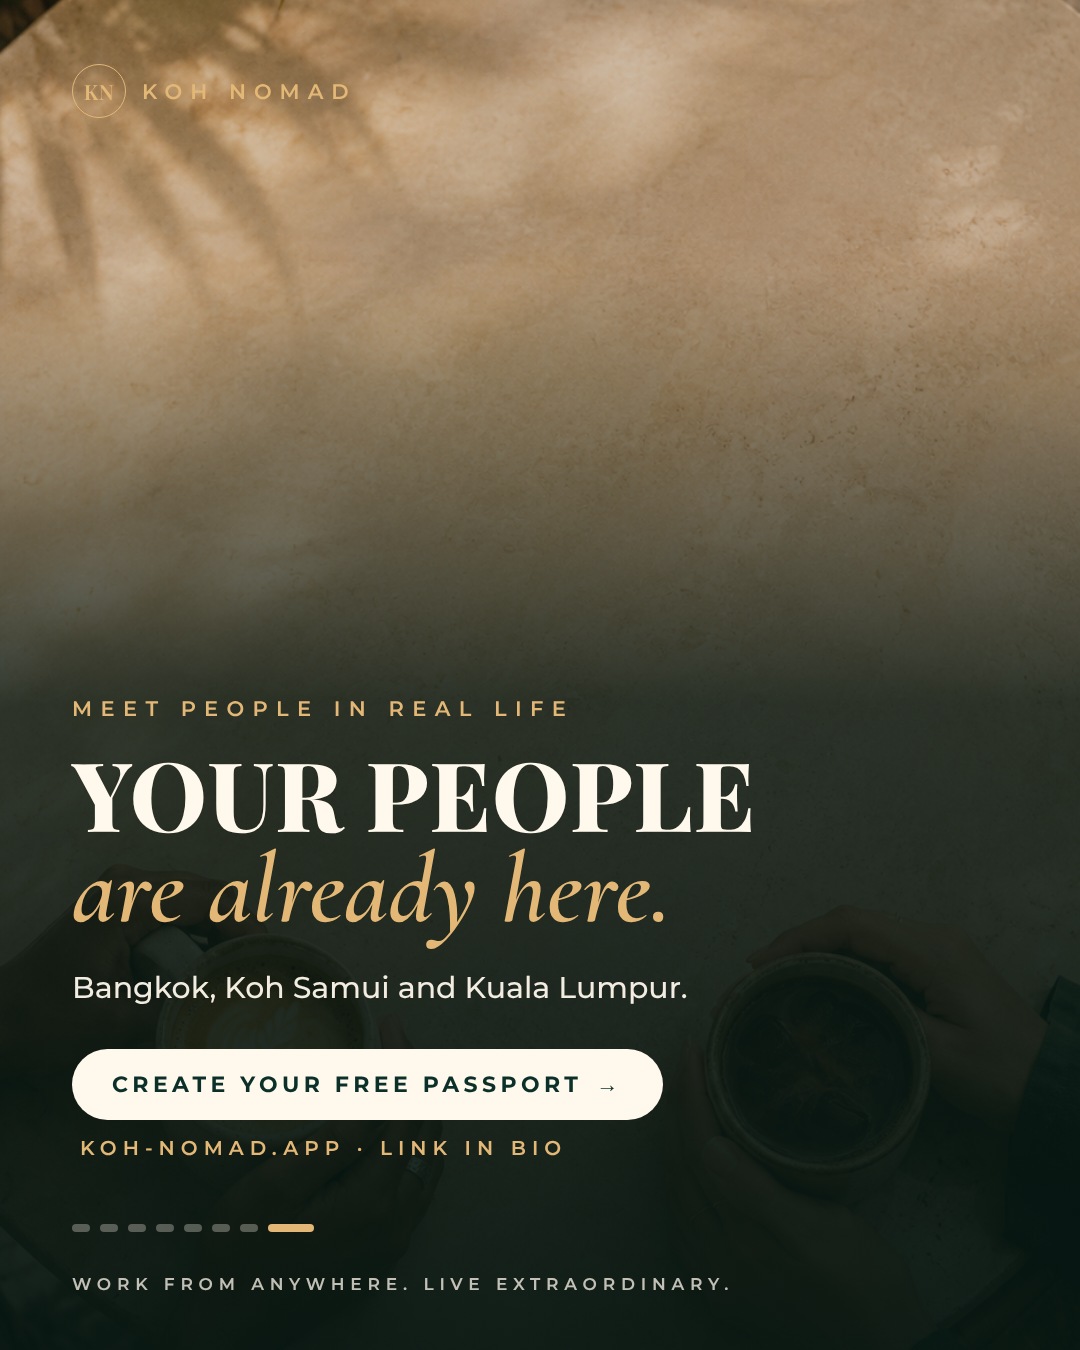 KN KOH NOMAD
MEET PEOPLE IN REAL LIFE
YOUR PEOPLE
are already here.
Bangkok, Koh Samui and Kuala Lumpur.
CREATE YOUR FREE PASSPORT →
KOH-NOMAD.APP · LINK IN BIO
WORK FROM ANYWHERE. LIVE EXTRAORDINARY.